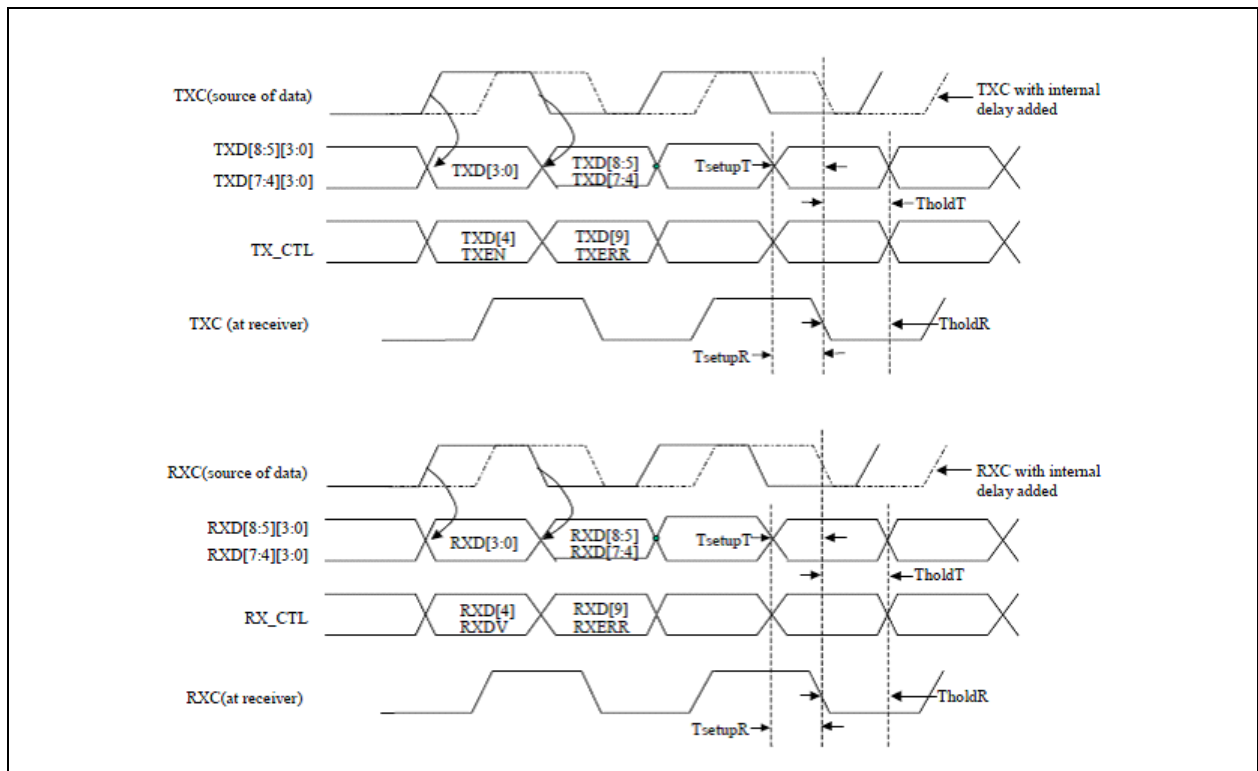 TXC(source of data)
TXC with internal
delay added
TXD[8:5][3:0]
TXD[7:4][3:0]
TXD[3:0]
TXD[8:5]
TXD[7:4]
TsetupT
TholdT
TX_CTL
TXD[4]
TXEN
TXD[9]
TXERR
TXC (at receiver)
TholdR
TsetupR
RXC(source of data)
RXC with internal
delay added
RXD[8:5][3:0]
RXD[7:4][3:0]
RXD[3:0]
RXD[8:5]
RXD[7:4]
TsetupT
TholdT
RX_CTL
RXD[4]
RXDV
RXD[9]
RXERR
RXC(at receiver)
TholdR
TsetupR